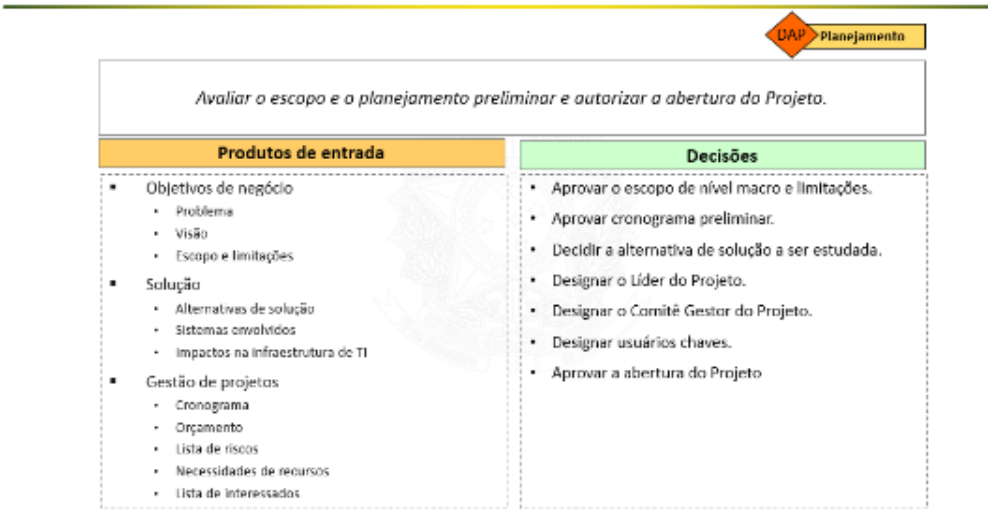 DAP Planejamento
Avaliar o escopo e o planejamento preliminar e autorizar a abertura do Projeto.
Produtos de entrada
Objetivos de negócio
Problema
Visão
Escopo e limitações
Solução
Alternativas de solução
Sistemas envolvidos
Impactos na infraestrutura de TI
Gestão de projetos
Cronograma
Orçamento
Lista de riscos
Necessidades de recursos
Lista de interessados
Decisões
Aprovar o escopo de nível macro e limitações.
Aprovar cronograma preliminar.
Decidir a alternativa de solução a ser estudada.
Designar o Líder do Projeto.
Designar o Comitê Gestor do Projeto.
Designar usuários chaves.
Aprovar a abertura do Projeto